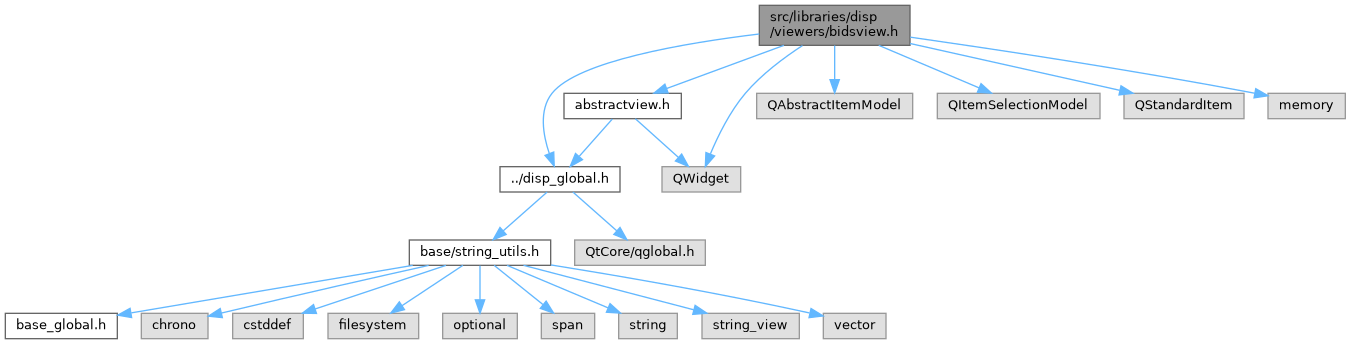 src/libraries/disp
/viewers/bidsview.h
abstractview.h
QAbstractItemModel
QItemSelectionModel
QStandardItem
memory
../disp_global.h
QWidget
base/string_utils.h
QtCore/qglobal.h
base_global.h
chrono
cstddef
filesystem
optional
span
string
string_view
vector